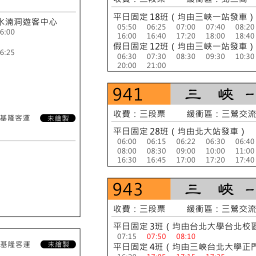 水湳洞遊客中心
6:00
6:25
基隆客運 未繪製
基隆客運 未繪製
平日固定18班（均由三峽一站發車）
05:50 06:25 07:00 07:40 08:20
16:00 16:40 17:20 18:00 18:40
假日固定12班（均由三峽一站發車）
06:30 07:30 08:30 09:30 10:30
20:00 21:00
941 三 峽 -
收費：三段票 緩衝區：三鶯交流
平日固定28班（均由北大站發車）
06:00 06:15 06:22 06:30 06:40
08:00 08:30 09:00 10:00 11:00
16:30 16:45 17:00 17:20 17:40
943 三 峽 -
收費：三段票 緩衝區：三鶯交流
平日固定3班（均由台北大學台北校區
07:15 07:50 08:10
平日固定4班（均由三峽台北大學正門